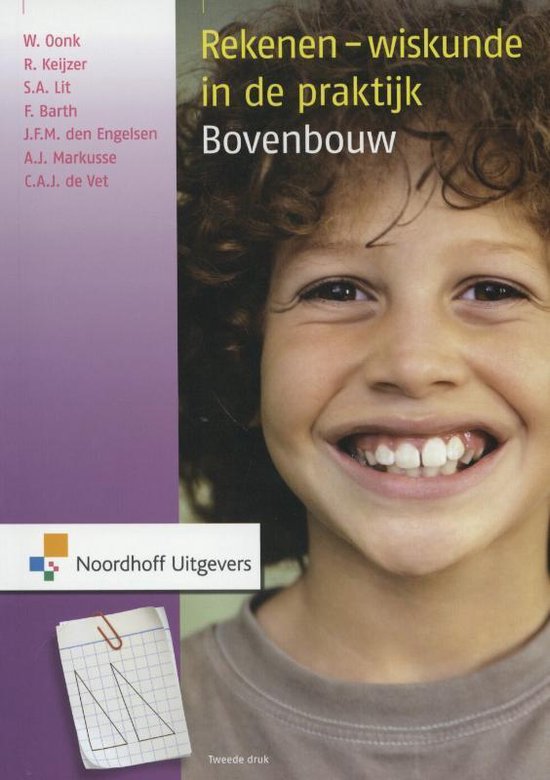 W. Oonk
R. Keijzer
S.A. Lit
F. Barth
J.F.M. den Engelsen
A.J. Markusse
C.A.J. de Vet
Rekenen – wiskunde
in de praktijk
Bovenbouw
Noordhoff Uitgevers
Tweede druk